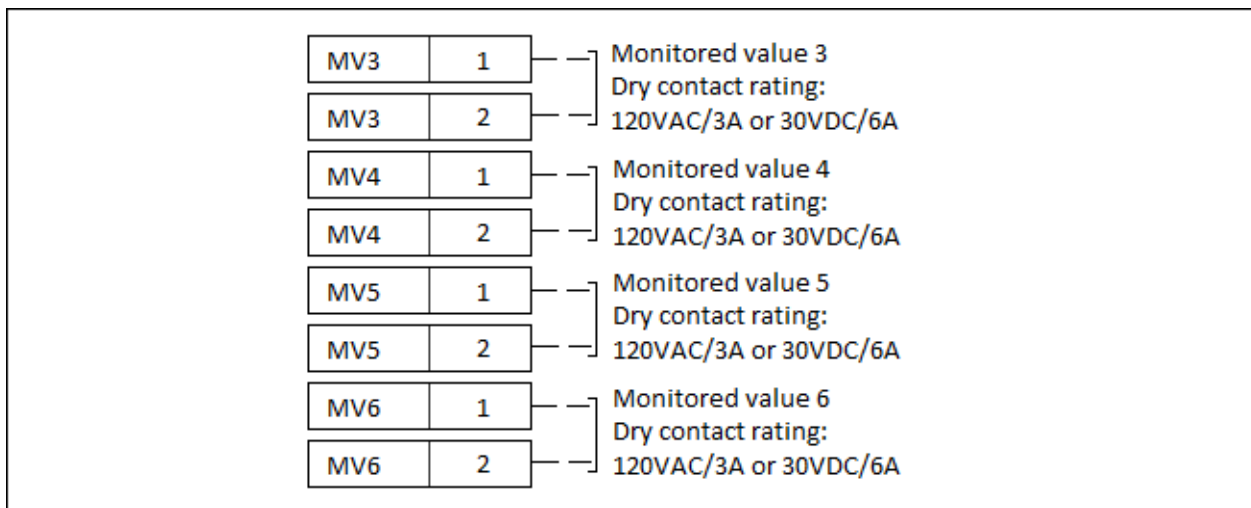 MV3 1
MV3 2
Monitored value 3
Dry contact rating:
120VAC/3A or 30VDC/6A
MV4 1
MV4 2
Monitored value 4
Dry contact rating:
120VAC/3A or 30VDC/6A
MV5 1
MV5 2
Monitored value 5
Dry contact rating:
120VAC/3A or 30VDC/6A
MV6 1
MV6 2
Monitored value 6
Dry contact rating:
120VAC/3A or 30VDC/6A